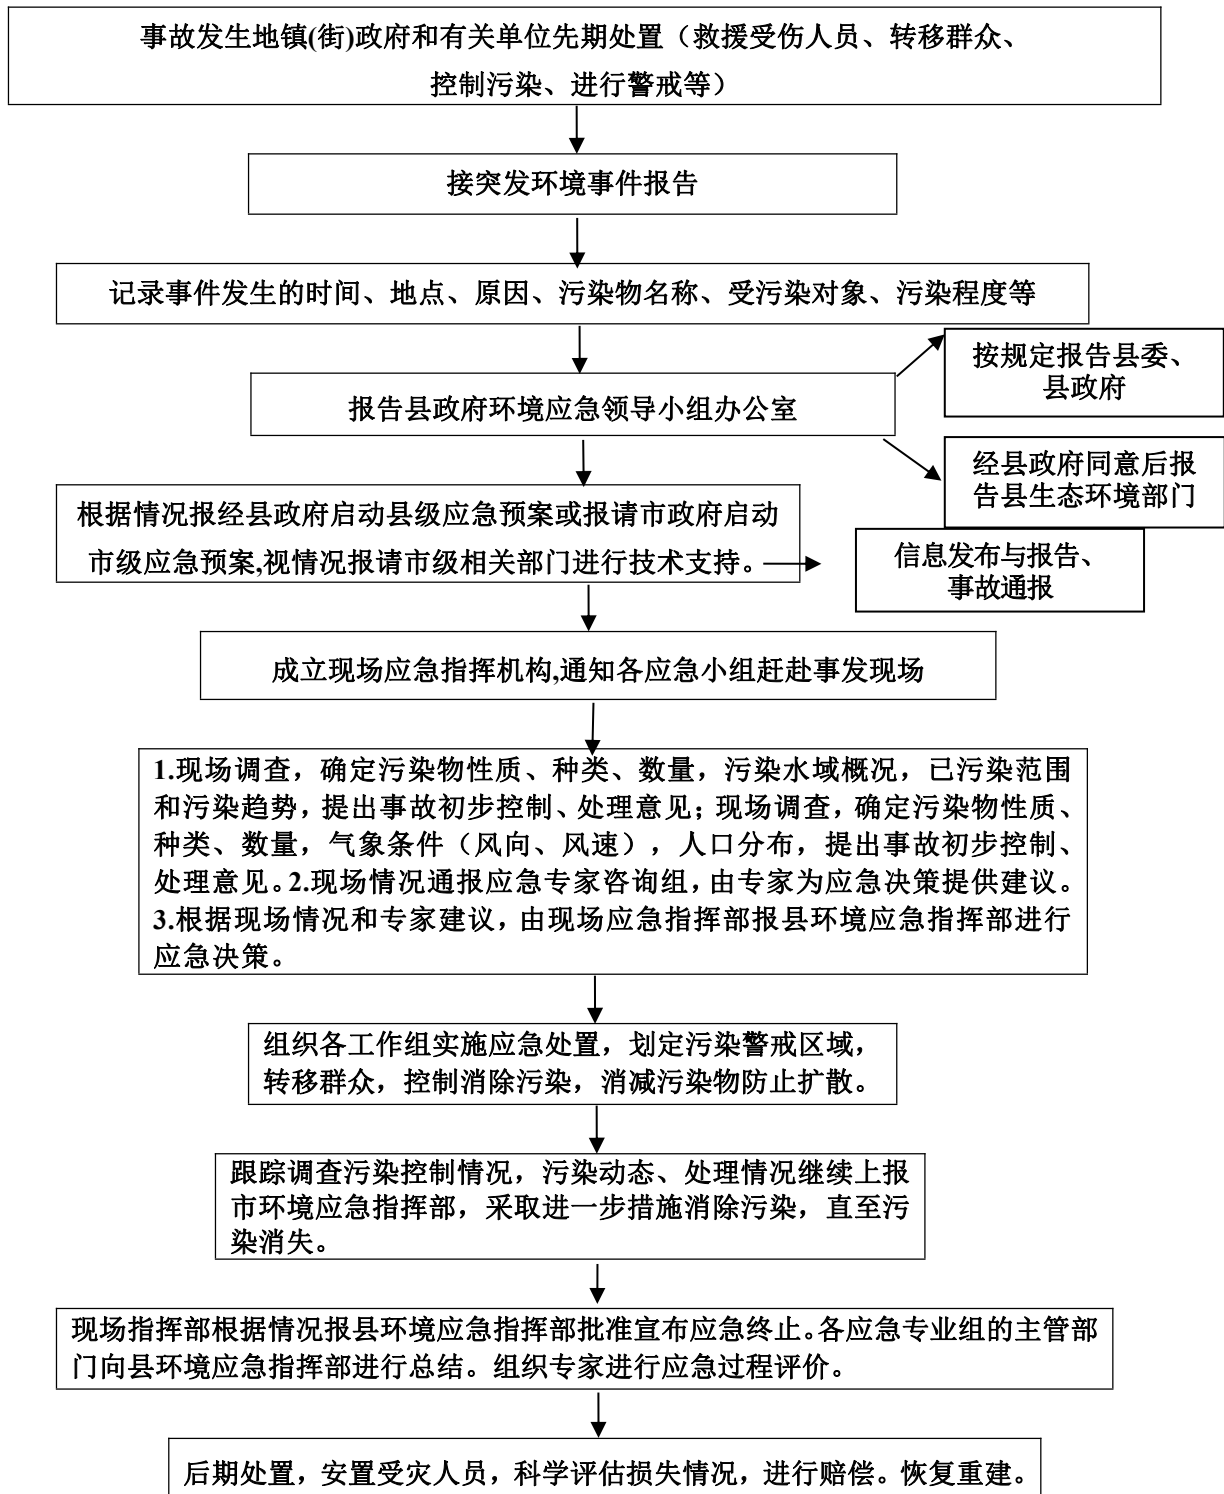 事故发生地镇(街)政府和有关单位先期处置（救援受伤人员、转移群众、
控制污染、进行警戒等）
接突发环境事件报告
记录事件发生的时间、地点、原因、污染物名称、受污染对象、污染程度等
按规定报告县委、
县政府
报告县政府环境应急领导小组办公室
经县政府同意后报
告县生态环境部门
根据情况报经县政府启动县级应急预案或报请市政府启动
市级应急预案,视情况报请市级相关部门进行技术支持。
信息发布与报告、
事故通报
成立现场应急指挥机构,通知各应急小组赶赴事发现场
1.现场调查，确定污染物性质、种类、数量，污染水域概况，已污染范围
和污染趋势，提出事故初步控制、处理意见；现场调查，确定污染物性质、
种类、数量，气象条件（风向、风速），人口分布，提出事故初步控制、
处理意见。2.现场情况通报应急专家咨询组，由专家为应急决策提供建议。
3.根据现场情况和专家建议，由现场应急指挥部报县环境应急指挥部进行
应急决策。
组织各工作组实施应急处置，划定污染警戒区域，
转移群众，控制消除污染，消减污染物防止扩散。
跟踪调查污染控制情况，污染动态、处理情况继续上报
市环境应急指挥部，采取进一步措施消除污染，直至污
染消失。
现场指挥部根据情况报县环境应急指挥部批准宣布应急终止。各应急专业组的主管部
门向县环境应急指挥部进行总结。组织专家进行应急过程评价。
后期处置，安置受灾人员，科学评估损失情况，进行赔偿。恢复重建。